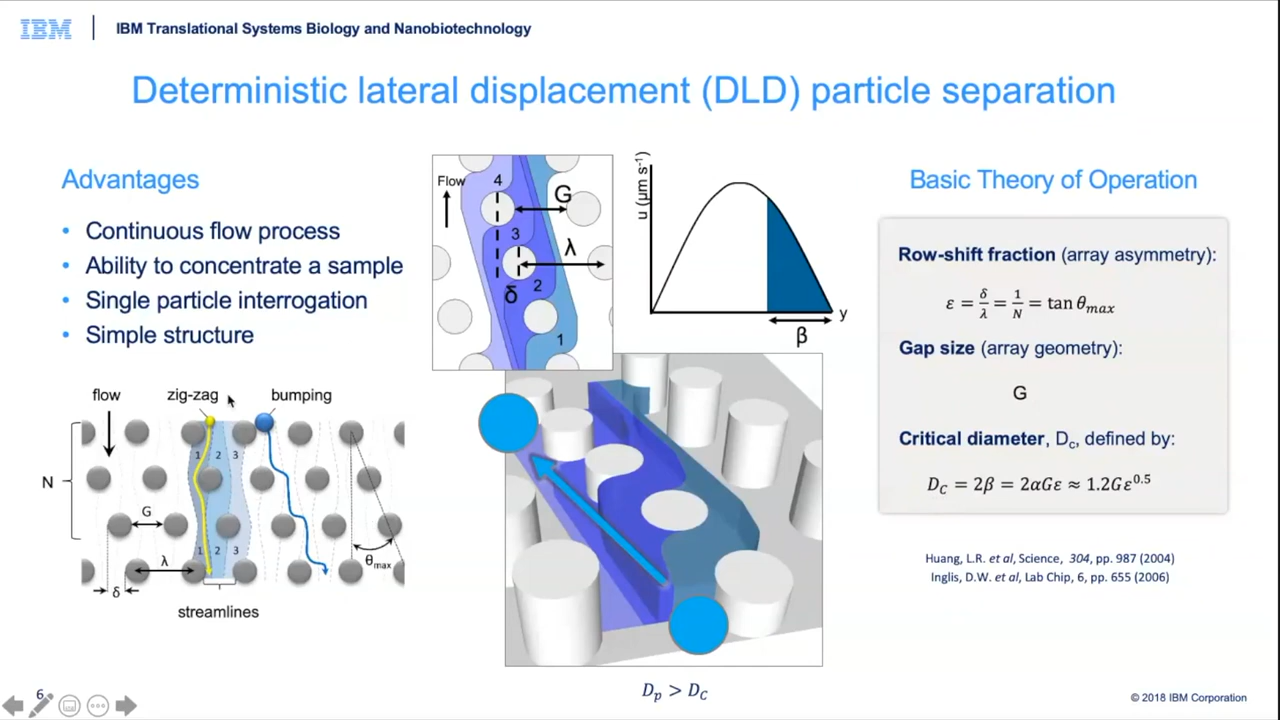 IBM
IBM Translational Systems Biology and Nanobiotechnology
Deterministic lateral displacement (DLD) particle separation
Advantages
• Continuous flow process
• Ability to concentrate a sample
• Single particle interrogation
• Simple structure
flow
zig-zag
bumping
N
1 2 3
G
1 2 3
λ
θmax
δ
streamlines
Flow
4
G
3
λ
δ
2
1
u (μm s⁻¹)
y
β
Dₚ > D_C
Basic Theory of Operation
Row-shift fraction (array asymmetry):
ε = δ/λ = 1/N = tan θ_max
Gap size (array geometry):
G
Critical diameter, Dc, defined by:
D_C = 2β = 2αGε ≈ 1.2Gε^0.5
Huang, L.R. et al, Science, 304, pp. 987 (2004)
Inglis, D.W. et al, Lab Chip, 6, pp. 655 (2006)
6
© 2018 IBM Corporation